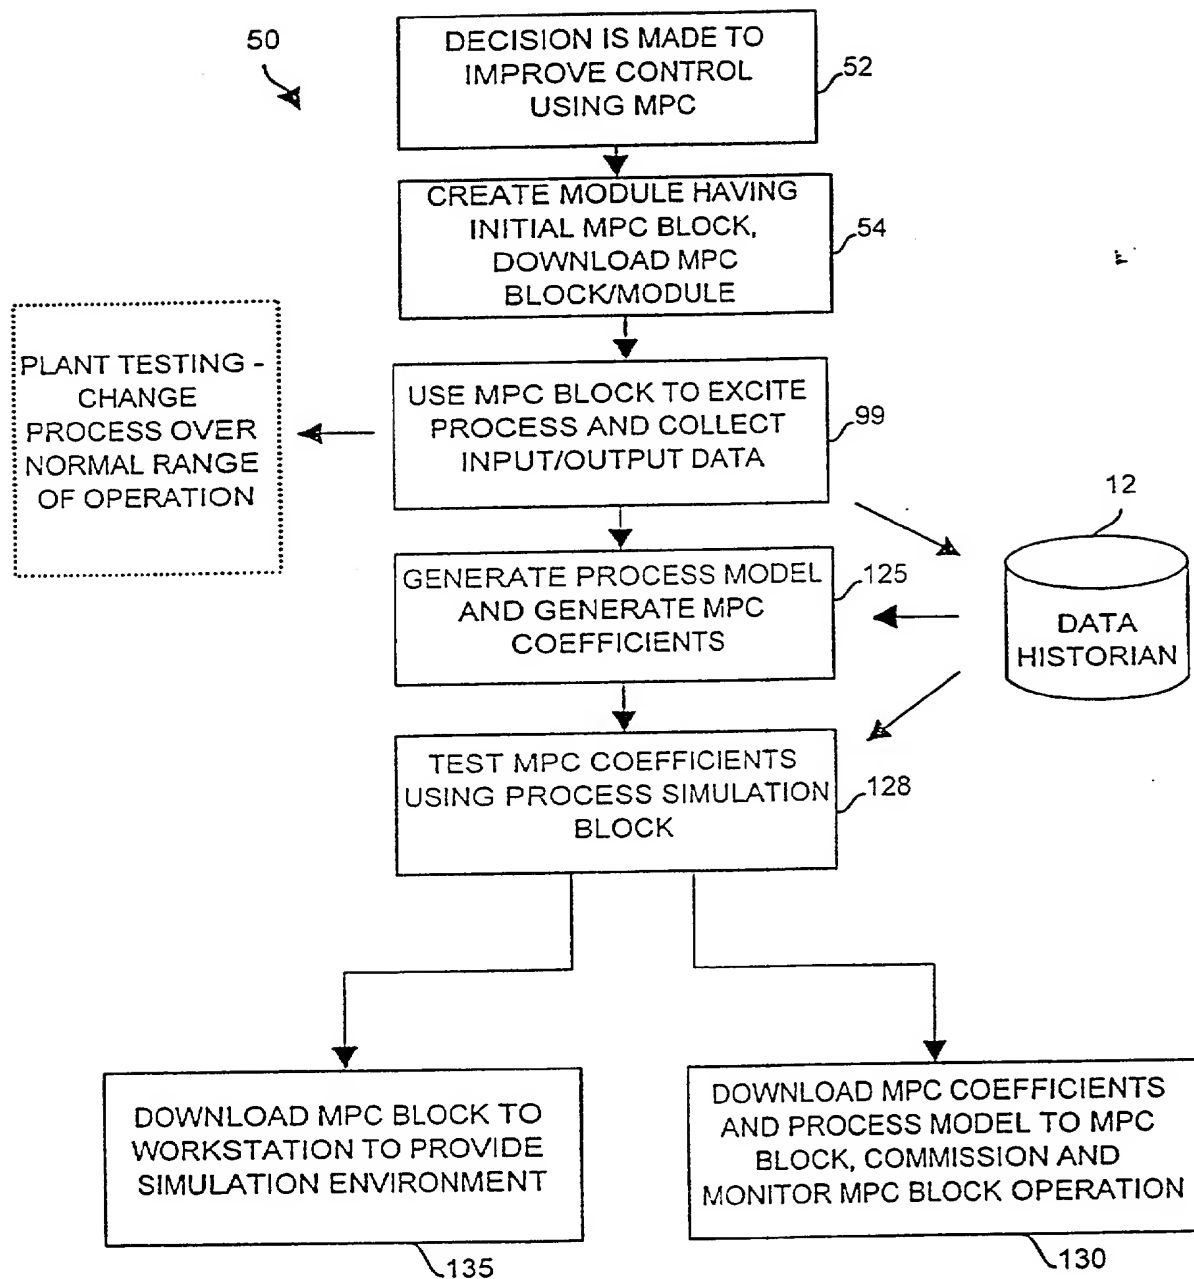 50
DECISION IS MADE TO
IMPROVE CONTROL
USING MPC
52
CREATE MODULE HAVING
INITIAL MPC BLOCK,
DOWNLOAD MPC
BLOCK/MODULE
54
PLANT TESTING -
CHANGE
PROCESS OVER
NORMAL RANGE
OF OPERATION
USE MPC BLOCK TO EXCITE
PROCESS AND COLLECT
INPUT/OUTPUT DATA
99
12
DATA
HISTORIAN
GENERATE PROCESS MODEL
AND GENERATE MPC
COEFFICIENTS
125
TEST MPC COEFFICIENTS
USING PROCESS SIMULATION
BLOCK
128
DOWNLOAD MPC BLOCK TO
WORKSTATION TO PROVIDE
SIMULATION ENVIRONMENT
135
DOWNLOAD MPC COEFFICIENTS
AND PROCESS MODEL TO MPC
BLOCK, COMMISSION AND
MONITOR MPC BLOCK OPERATION
130